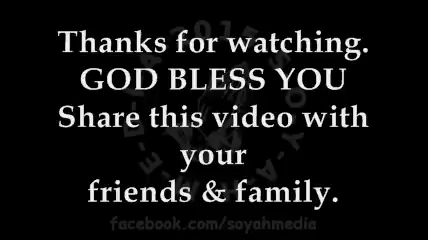 Thanks for watching.
GOD BLESS YOU
Share this video with
your
friends & family.
facebook.com/soyahmedia